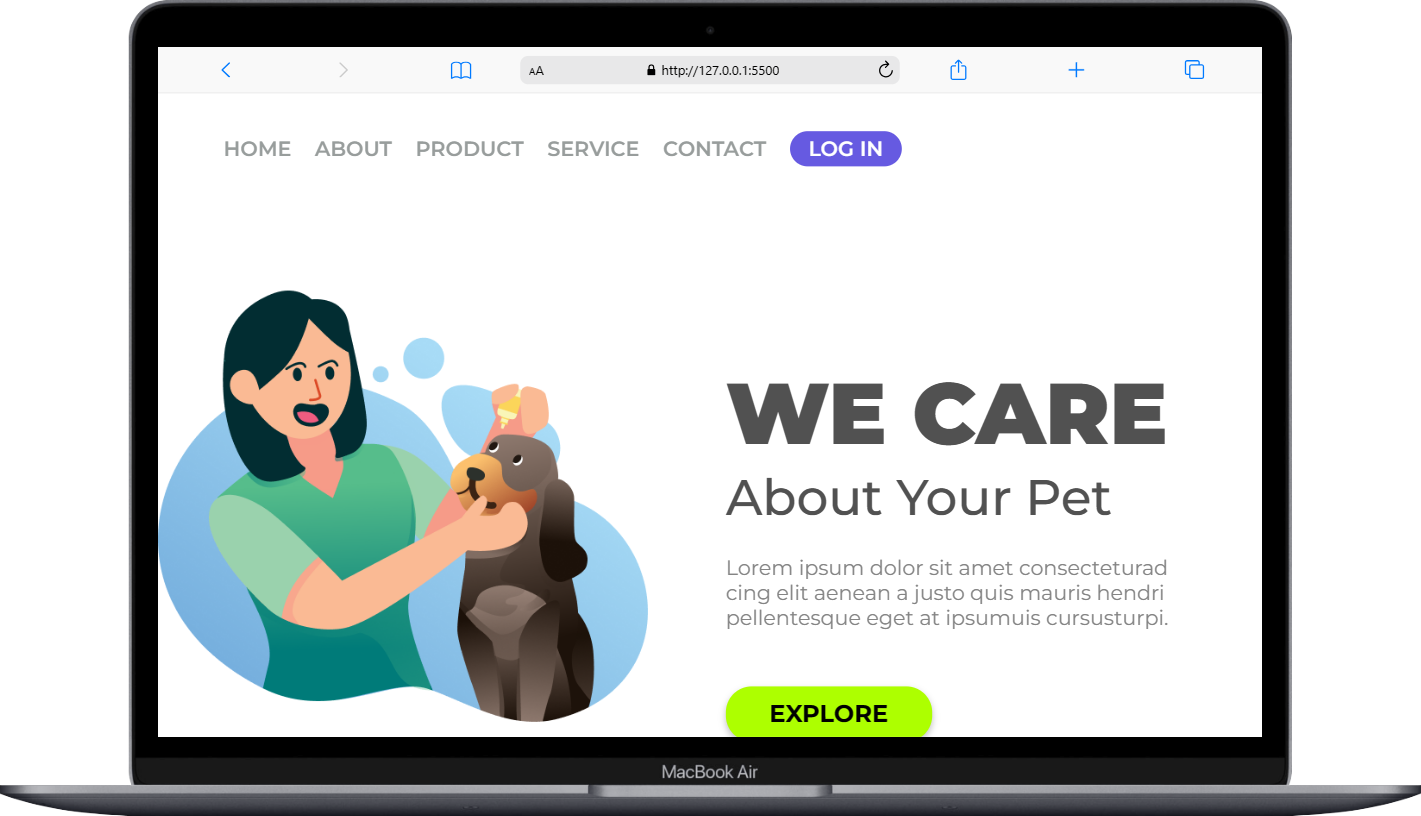 AA http://127.0.0.1:5500
HOME ABOUT PRODUCT SERVICE CONTACT LOG IN
WE CARE
About Your Pet
Lorem ipsum dolor sit amet consecteturad
cing elit aenean a justo quis mauris hendri
pellentesque eget at ipsumuis cursusturpi.
EXPLORE
MacBook Air